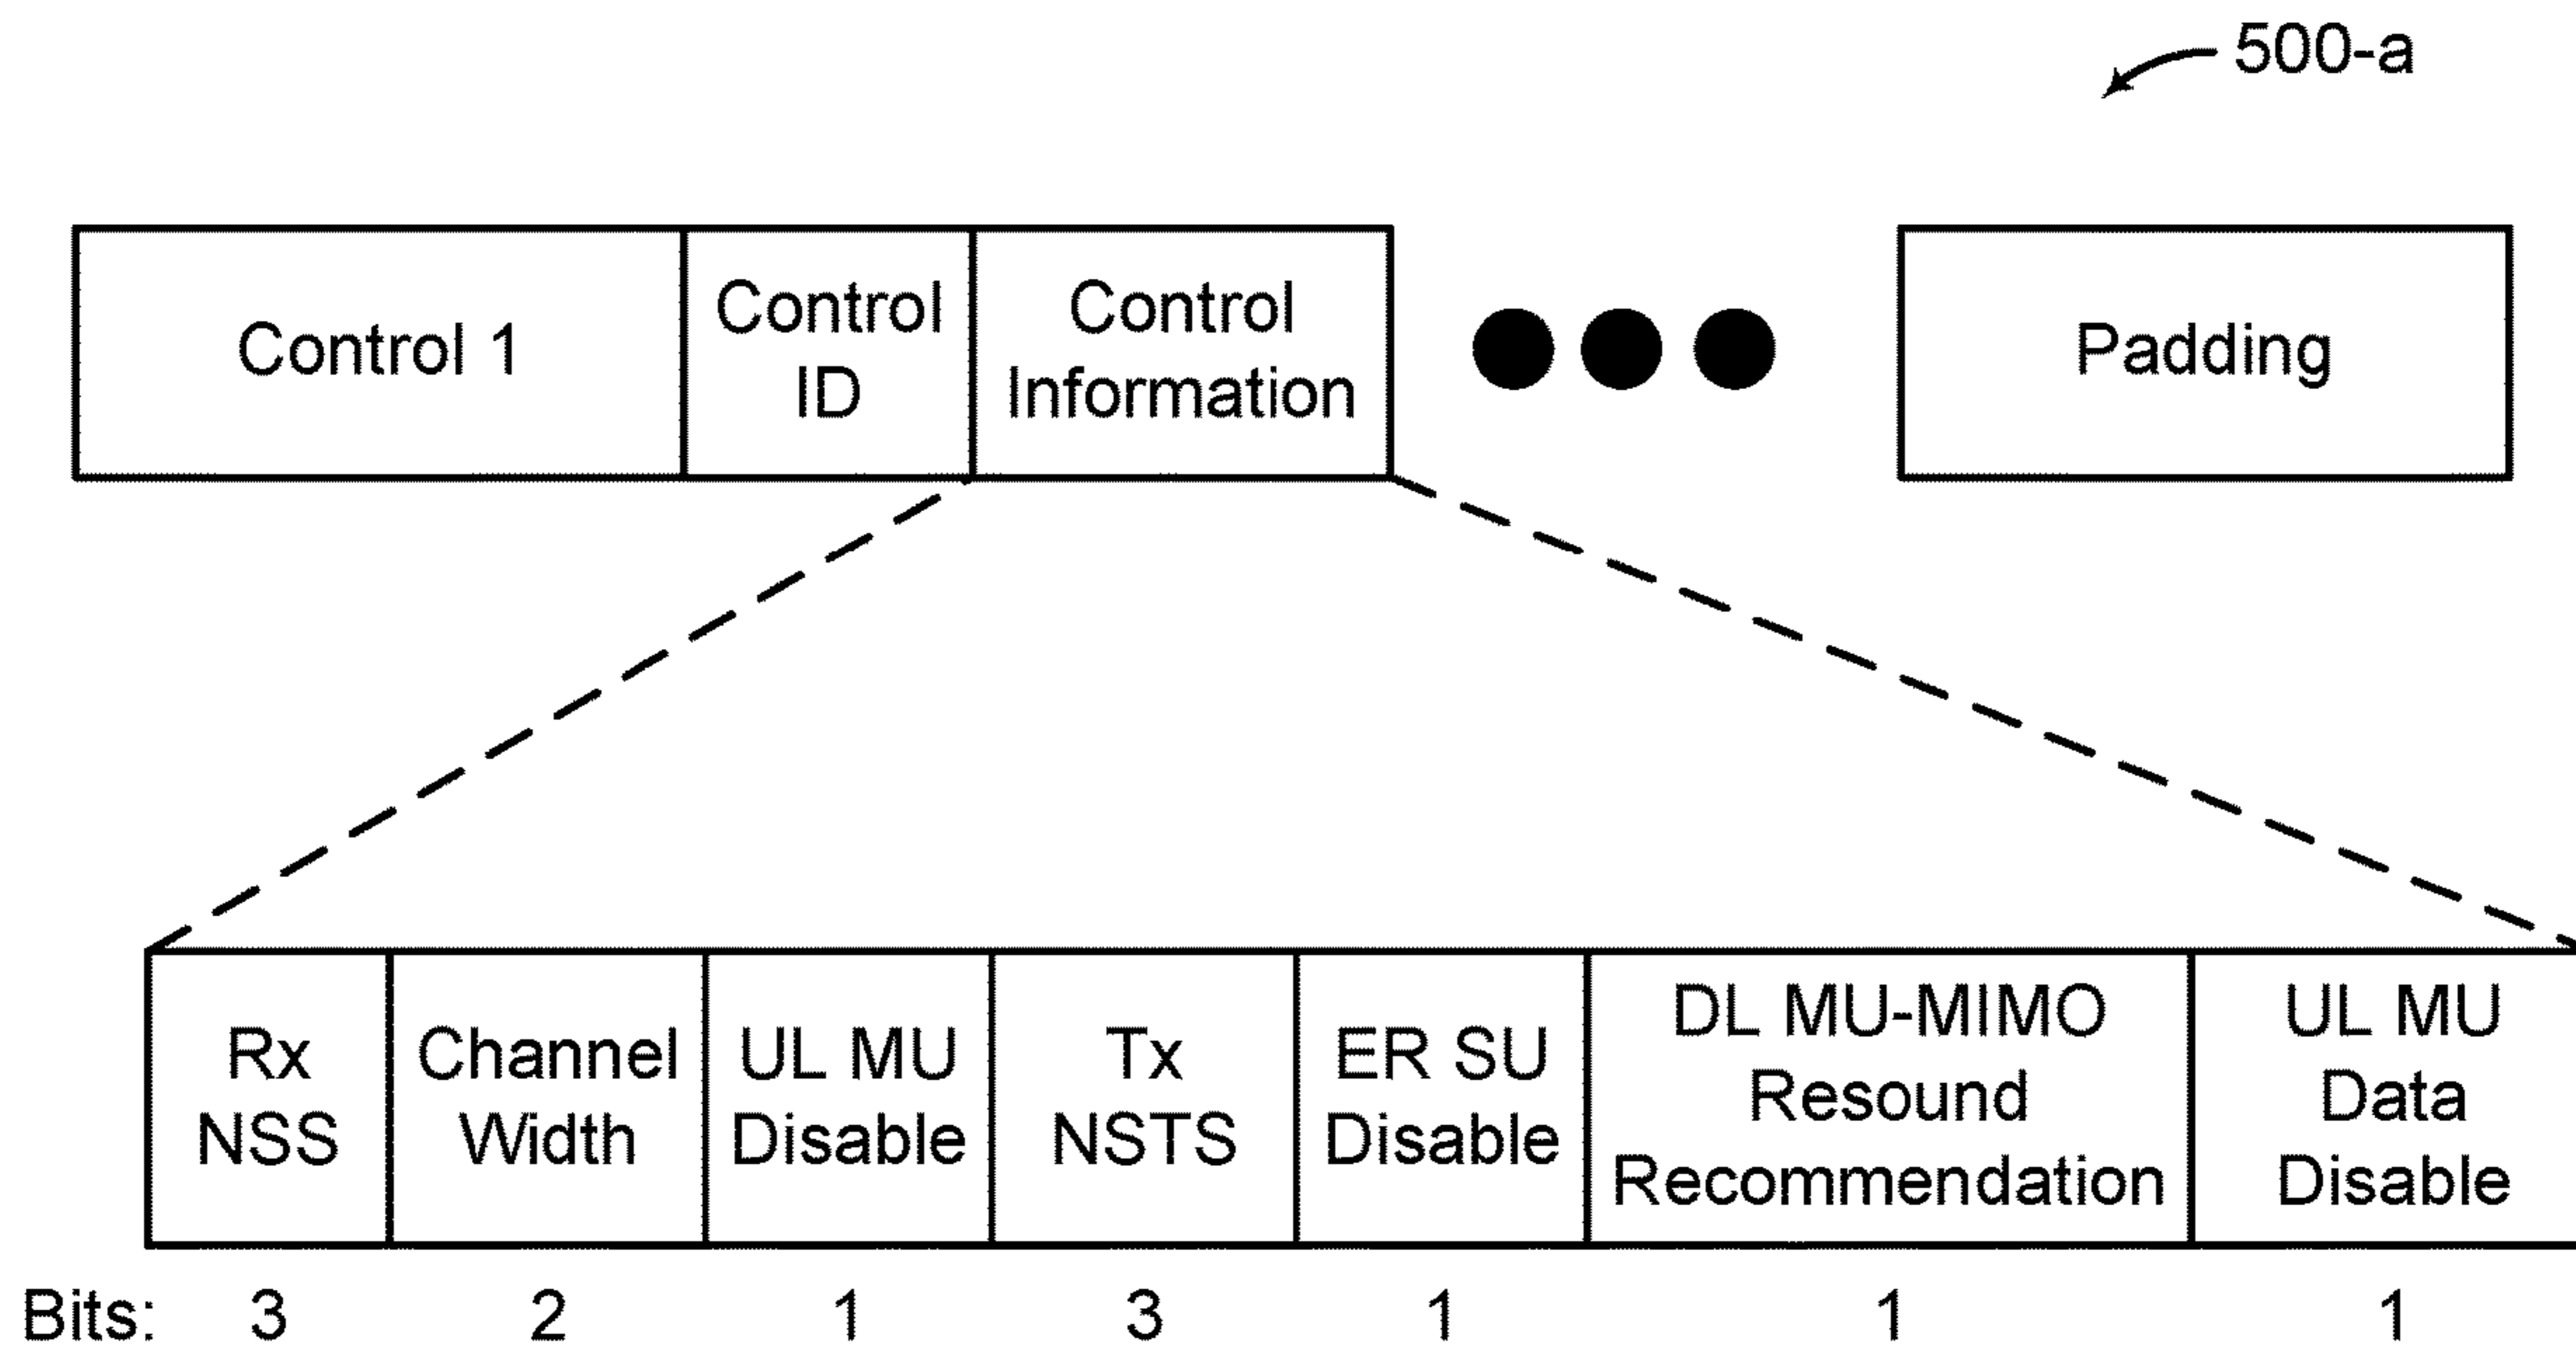 500-a
Control 1
Control
ID
Control
Information
Padding
Rx
NSS
Channel
Width
UL MU
Disable
Tx
NSTS
ER SU
Disable
DL MU-MIMO
Resound
Recommendation
UL MU
Data
Disable
Bits: 3 2 1 3 1 1 1